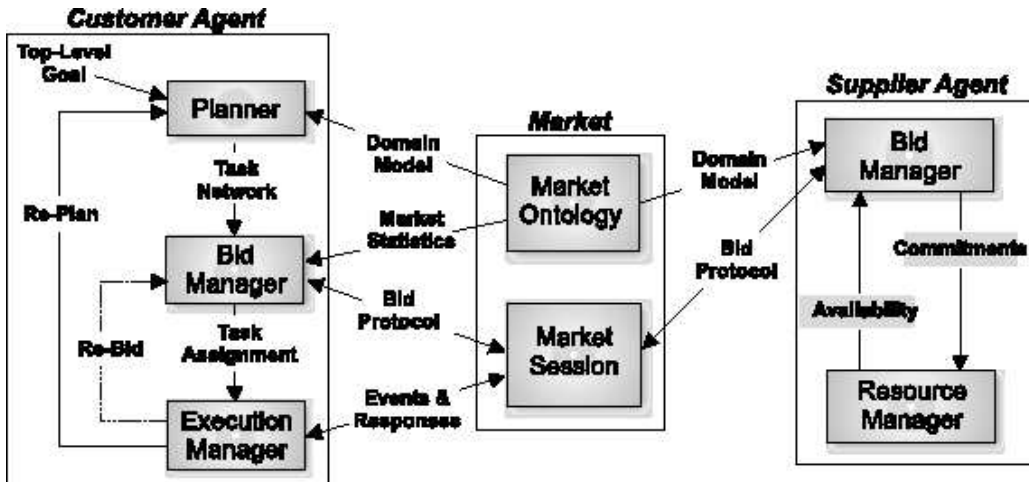 Customer Agent
Top-Level
Goal
Planner
Task
Network
Re-Plan
Bid
Manager
Re-Bid
Task
Assignment
Execution
Manager
Domain
Model
Market
Statistics
Bid
Protocol
Events &
Responses
Market
Market
Ontology
Market
Session
Domain
Model
Bid
Protocol
Supplier Agent
Bid
Manager
Commitments
Availability
Resource
Manager